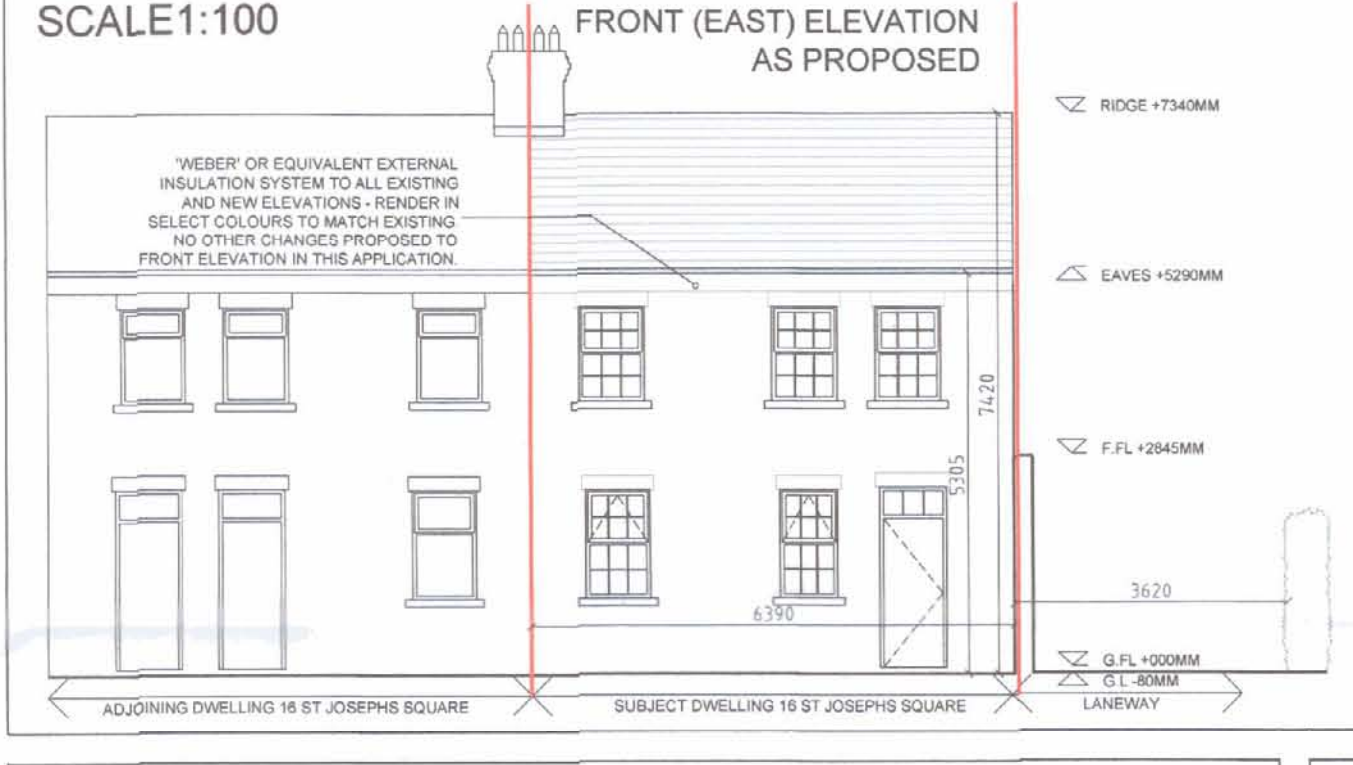 SCALE1:100
FRONT (EAST) ELEVATION
AS PROPOSED
RIDGE +7340MM
'WEBER' OR EQUIVALENT EXTERNAL
INSULATION SYSTEM TO ALL EXISTING
AND NEW ELEVATIONS - RENDER IN
SELECT COLOURS TO MATCH EXISTING
NO OTHER CHANGES PROPOSED TO
FRONT ELEVATION IN THIS APPLICATION.
EAVES +5290MM
7420
F.FL +2845MM
5305
3620
6390
G.FL +000MM
G.L -80MM
ADJOINING DWELLING 16 ST JOSEPHS SQUARE
SUBJECT DWELLING 16 ST JOSEPHS SQUARE
LANEWAY